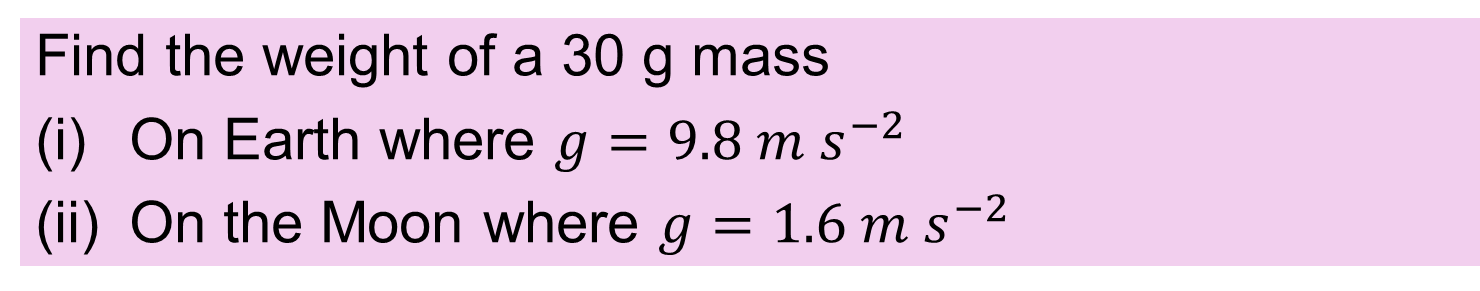 Find the weight of a 30 g mass
(i) On Earth where g = 9.8 m s⁻²
(ii) On the Moon where g = 1.6 m s⁻²